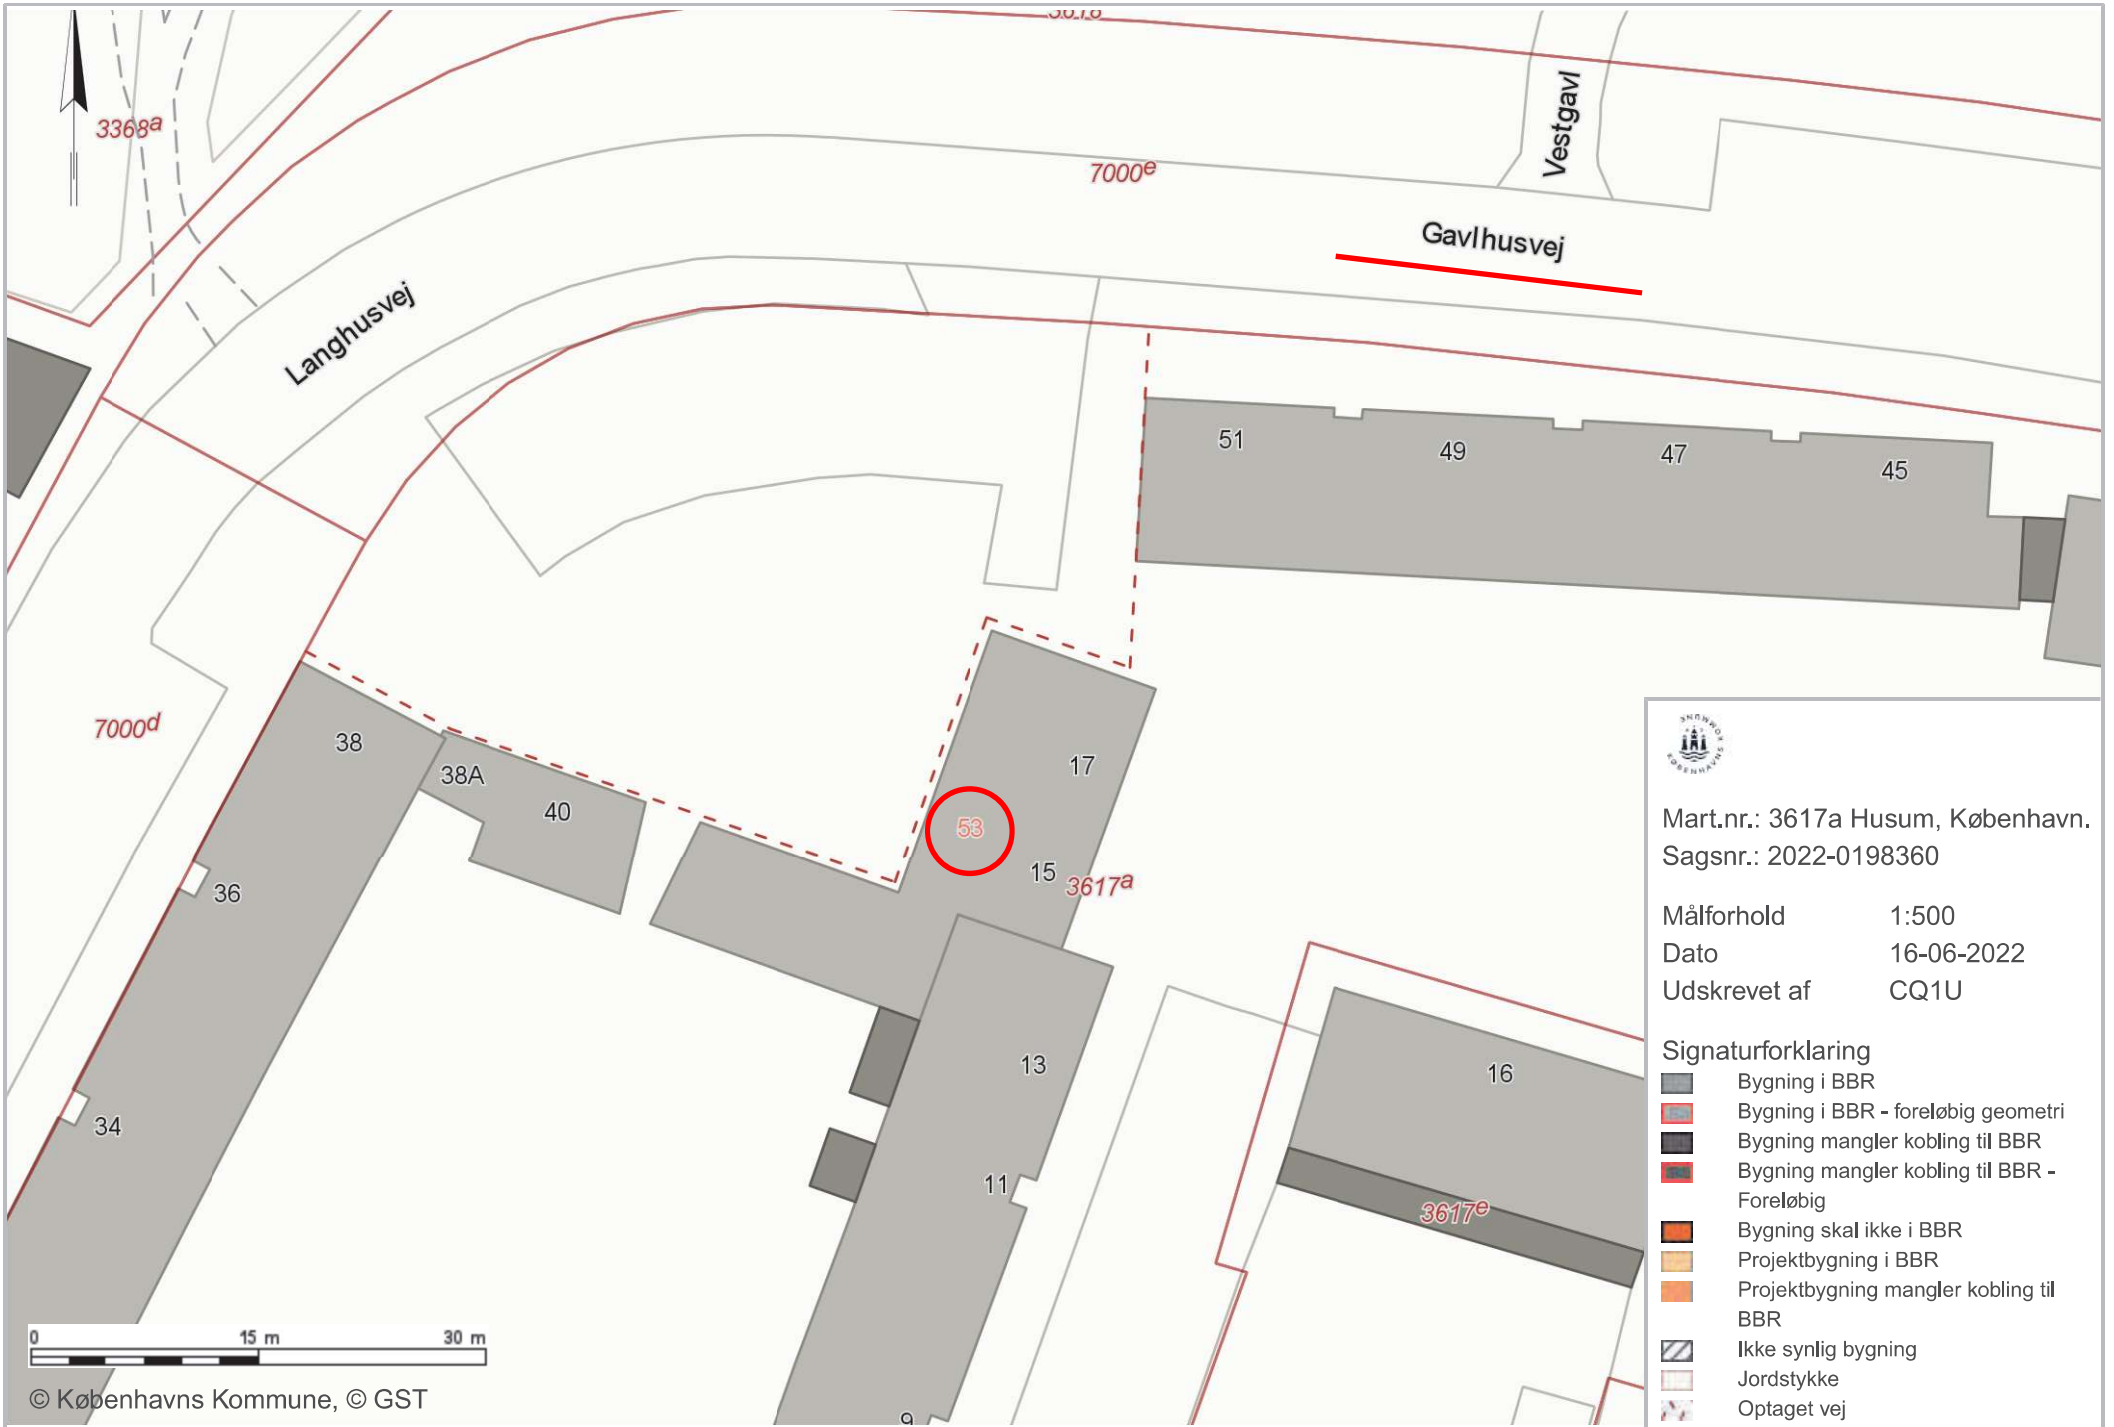 3618
3368a
Vestgavl
7000e
Gavlhusvej
Langhusvej
51
49
47
45
7000d
38
38A
40
17
53
15
3617a
36
34
13
11
9
16
3617e
KØBENHAVNS KOMMUNE
Mart.nr.: 3617a Husum, København.
Sagsnr.: 2022-0198360
Målforhold 1:500
Dato 16-06-2022
Udskrevet af CQ1U
Signaturforklaring
Bygning i BBR
Bygning i BBR - foreløbig geometri
Bygning mangler kobling til BBR
Bygning mangler kobling til BBR -
Foreløbig
Bygning skal ikke i BBR
Projektbygning i BBR
Projektbygning mangler kobling til
BBR
Ikke synlig bygning
Jordstykke
Optaget vej
0 15 m 30 m
© Københavns Kommune, © GST